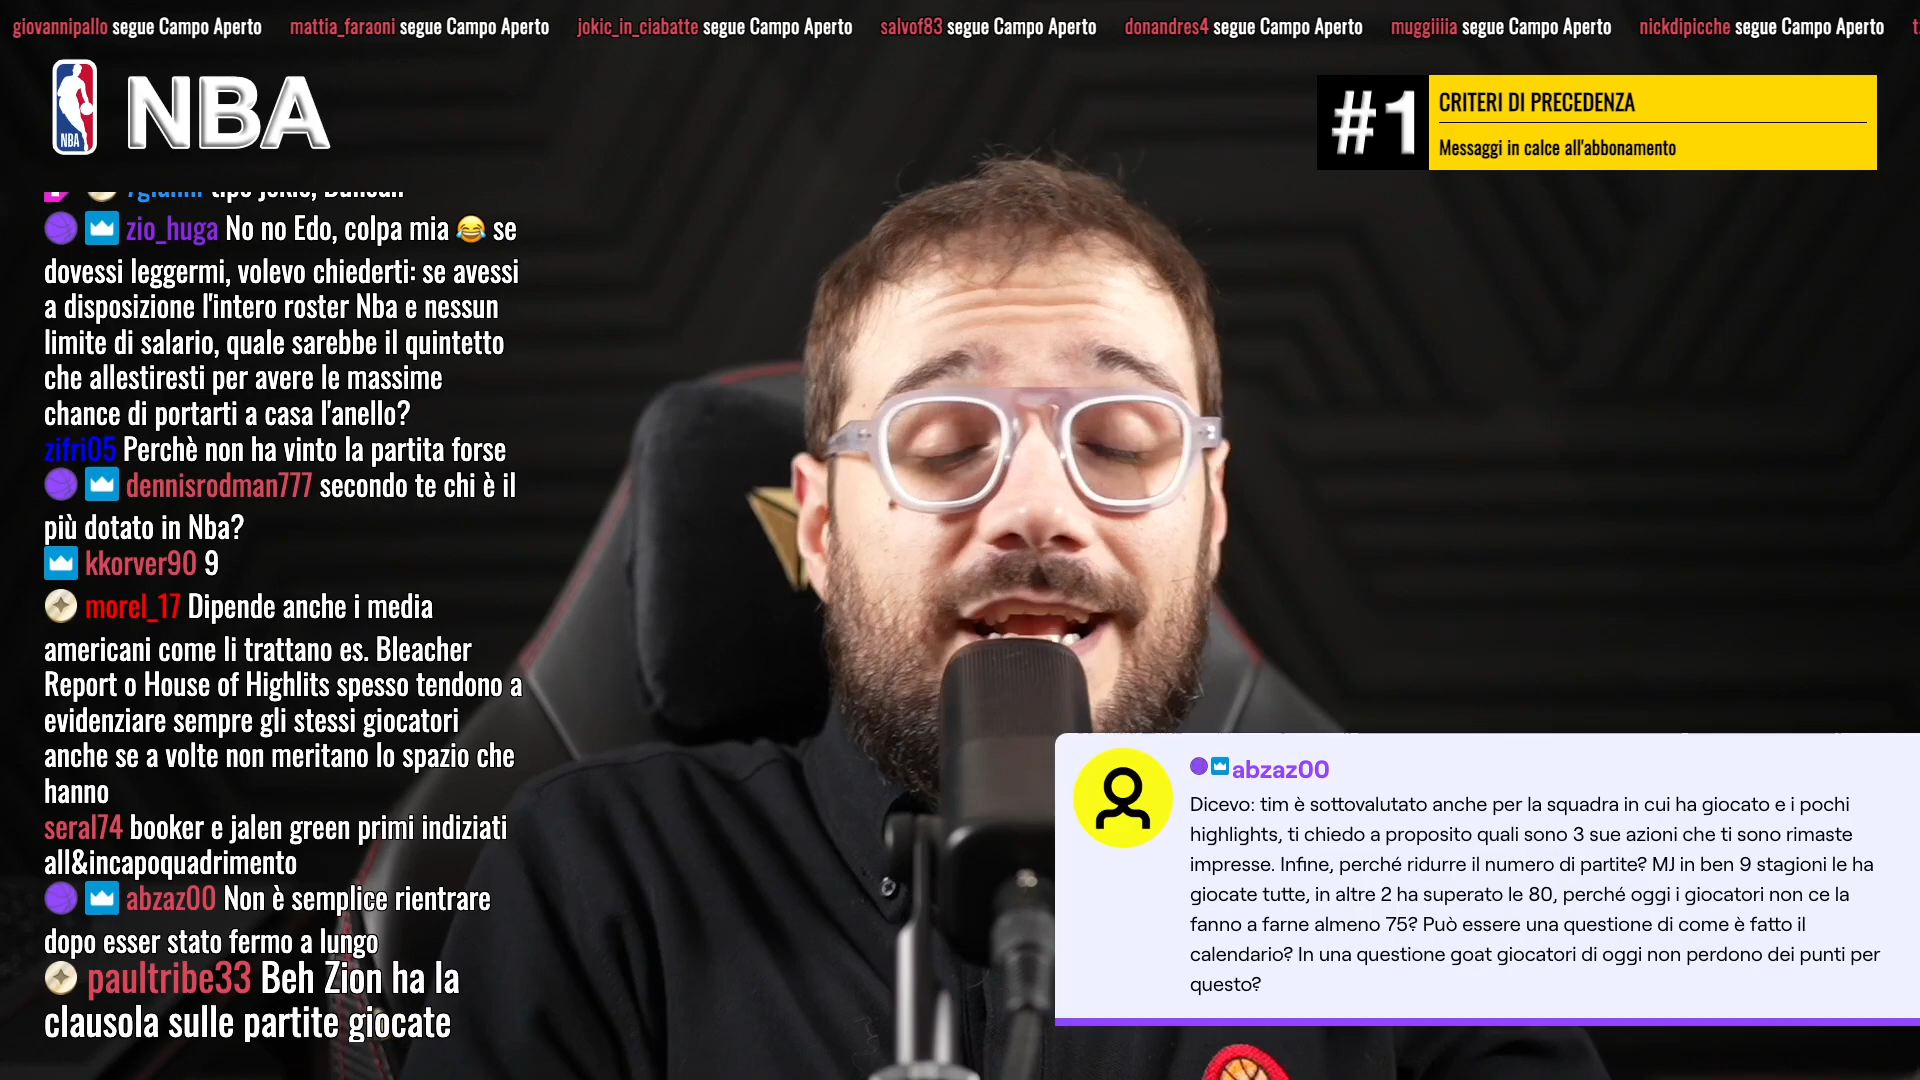 giovannipallo segue Campo Aperto mattia_faraoni segue Campo Aperto jokic_in_ciabatte segue Campo Aperto salvof83 segue Campo Aperto donandres4 segue Campo Aperto muggiiiia segue Campo Aperto nickdipicche segue Campo Aperto
NBA
NBA
#1
CRITERI DI PRECEDENZA
Messaggi in calce all'abbonamento
7gianni tipo jokic, Duncan
zio_huga No no Edo, colpa mia 😂 se
dovessi leggermi, volevo chiederti: se avessi
a disposizione l'intero roster Nba e nessun
limite di salario, quale sarebbe il quintetto
che allestiresti per avere le massime
chance di portarti a casa l'anello?
zifri05 Perchè non ha vinto la partita forse
dennisrodman777 secondo te chi è il
più dotato in Nba?
kkorver90 9
morel_17 Dipende anche i media
americani come li trattano es. Bleacher
Report o House of Highlits spesso tendono a
evidenziare sempre gli stessi giocatori
anche se a volte non meritano lo spazio che
hanno
seral74 booker e jalen green primi indiziati
all&incapoquadrimento
abzaz00 Non è semplice rientrare
dopo esser stato fermo a lungo
paultribe33 Beh Zion ha la
clausola sulle partite giocate
abzaz00
Dicevo: tim è sottovalutato anche per la squadra in cui ha giocato e i pochi
highlights, ti chiedo a proposito quali sono 3 sue azioni che ti sono rimaste
impresse. Infine, perché ridurre il numero di partite? MJ in ben 9 stagioni le ha
giocate tutte, in altre 2 ha superato le 80, perché oggi i giocatori non ce la
fanno a farne almeno 75? Può essere una questione di come è fatto il
calendario? In una questione goat giocatori di oggi non perdono dei punti per
questo?